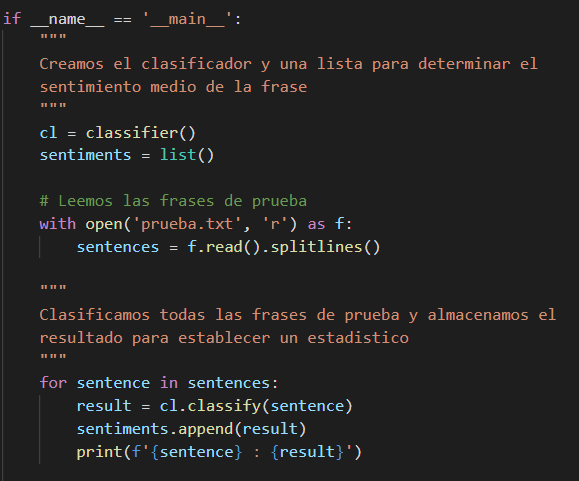 if __name__ == '__main__':
    """
    Creamos el clasificador y una lista para determinar el
    sentimiento medio de la frase
    """
    cl = classifier()
    sentiments = list()

    # Leemos las frases de prueba
    with open('prueba.txt', 'r') as f:
        sentences = f.read().splitlines()

    """
    Clasificamos todas las frases de prueba y almacenamos el
    resultado para establecer un estadistico
    """
    for sentence in sentences:
        result = cl.classify(sentence)
        sentiments.append(result)
        print(f'{sentence} : {result}')